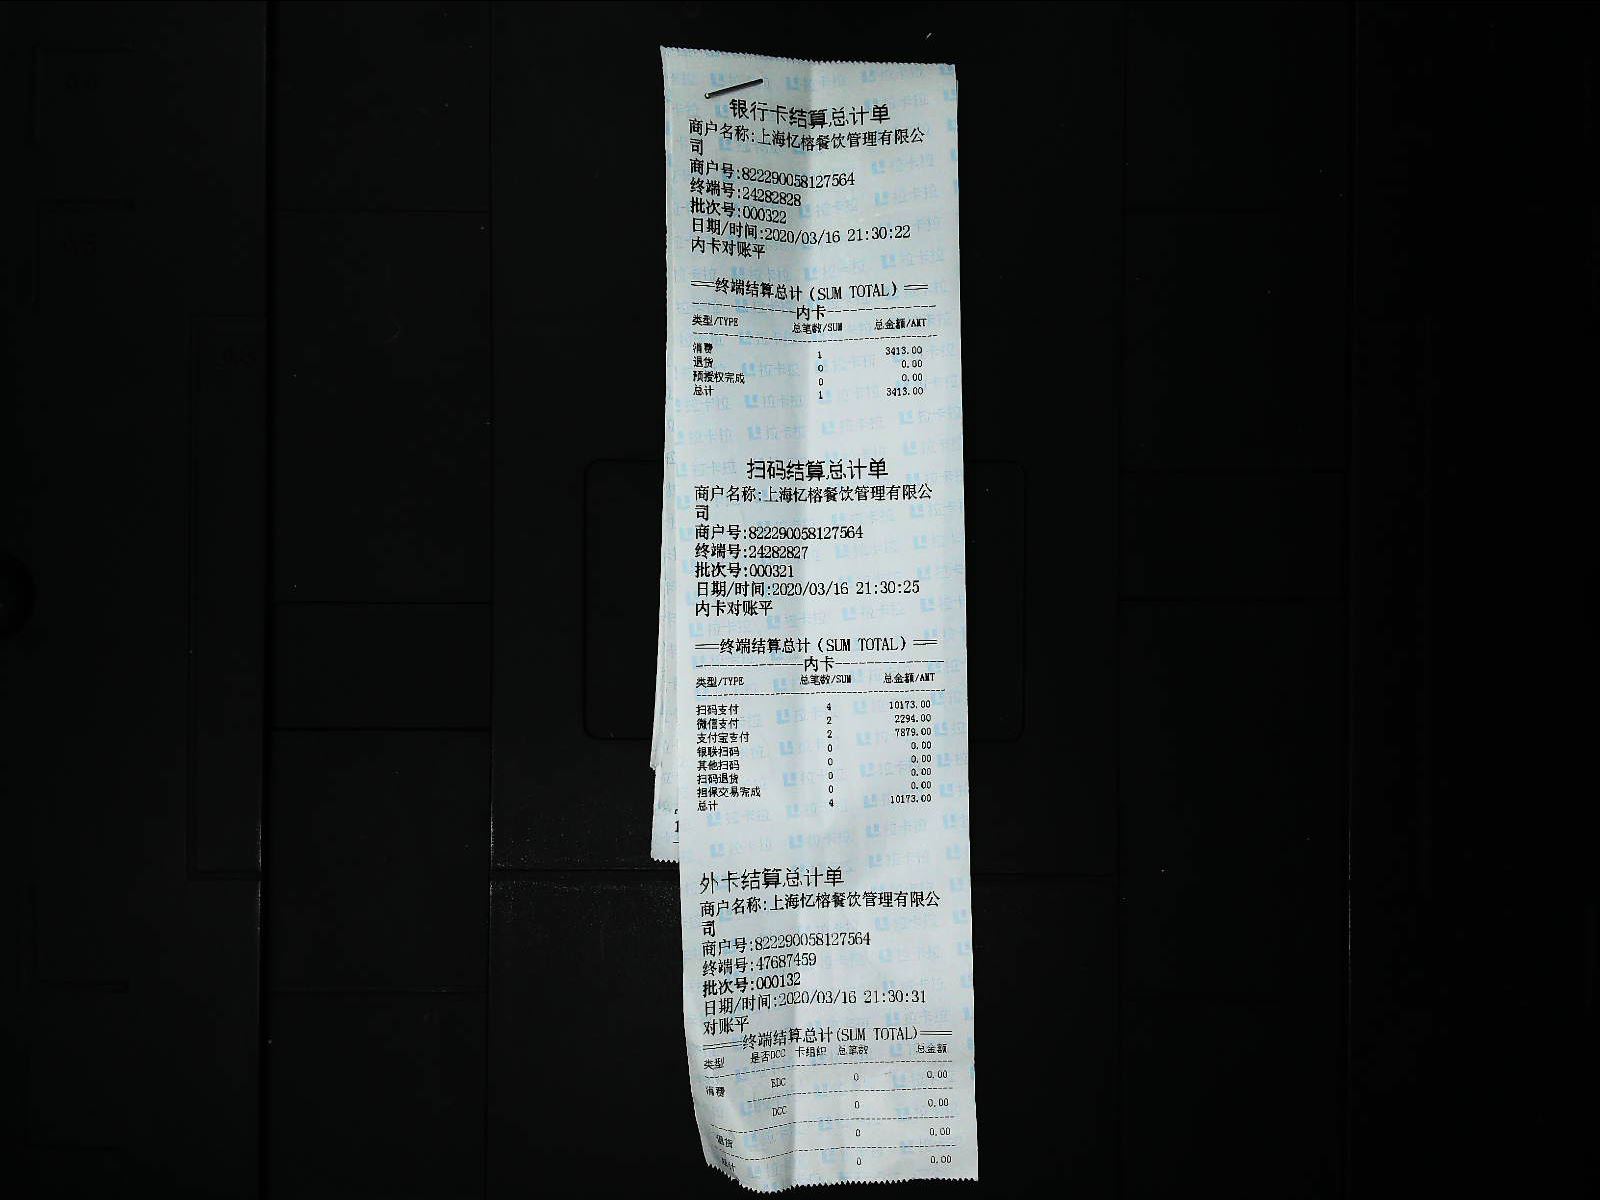 银行卡结算总计单
商户名称:上海忆榕餐饮管理有限公
司
商户号:822290058127564
终端号:24282828
批次号:000322
日期/时间:2020/03/16 21:30:22
内卡对账平
===终端结算总计(SUM TOTAL)===
内卡
类型/TYPE 总笔数/SUM 总金额/AMT
消费 1 3413.00
退货 0 0.00
预授权完成 0 0.00
总计 1 3413.00
扫码结算总计单
商户名称:上海忆榕餐饮管理有限公
司
商户号:822290058127564
终端号:24282827
批次号:000321
日期/时间:2020/03/16 21:30:25
内卡对账平
===终端结算总计(SUM TOTAL)===
内卡
类型/TYPE 总笔数/SUM 总金额/AMT
扫码支付 4 10173.00
微信支付 2 2294.00
支付宝支付 2 7879.00
银联扫码 0 0.00
其他扫码 0 0.00
扫码退货 0 0.00
担保交易完成 0 0.00
总计 4 10173.00
外卡结算总计单
商户名称:上海忆榕餐饮管理有限公
司
商户号:822290058127564
终端号:47687459
批次号:000132
日期/时间:2020/03/16 21:30:31
对账平
===终端结算总计(SUM TOTAL)===
类型 是否DCC 卡组织 总笔数 总金额
消费 EDC 0 0.00
DCC 0 0.00
退货 0 0.00
总计 0 0.00